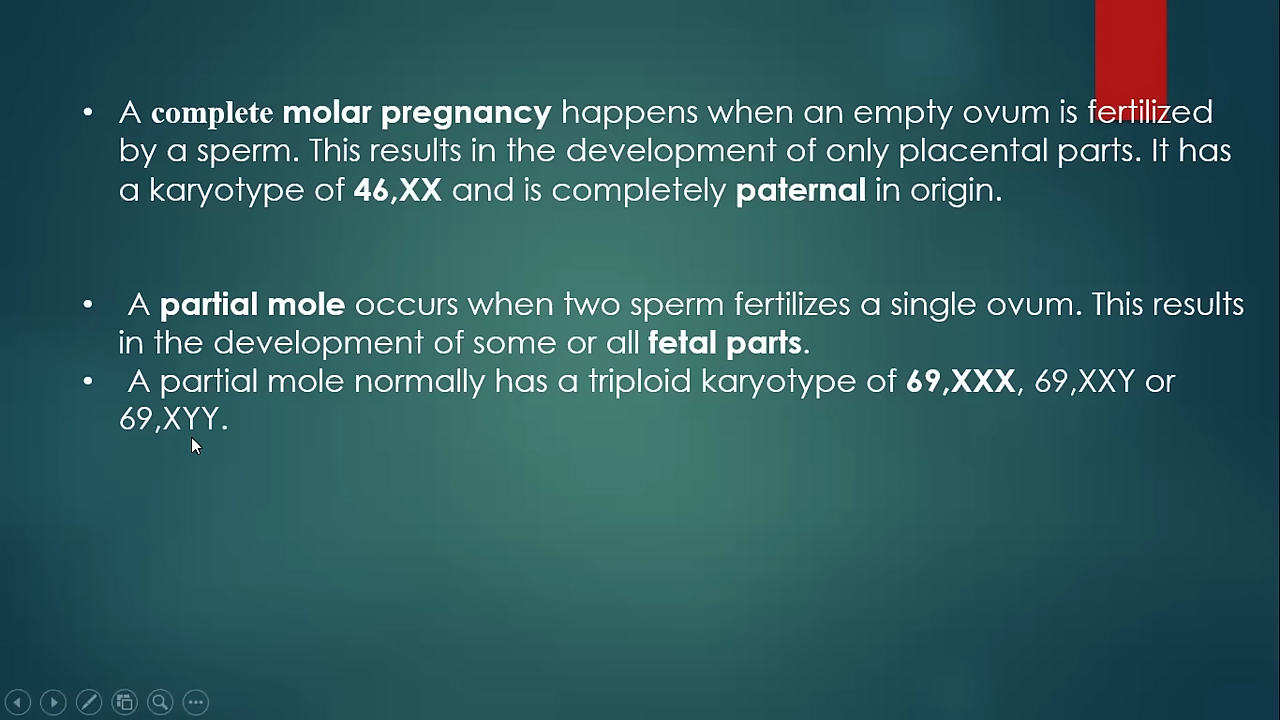 • A complete molar pregnancy happens when an empty ovum is fertilized
by a sperm. This results in the development of only placental parts. It has
a karyotype of 46,XX and is completely paternal in origin.
• A partial mole occurs when two sperm fertilizes a single ovum. This results
in the development of some or all fetal parts.
• A partial mole normally has a triploid karyotype of 69,XXX, 69,XXY or
69,XYY.